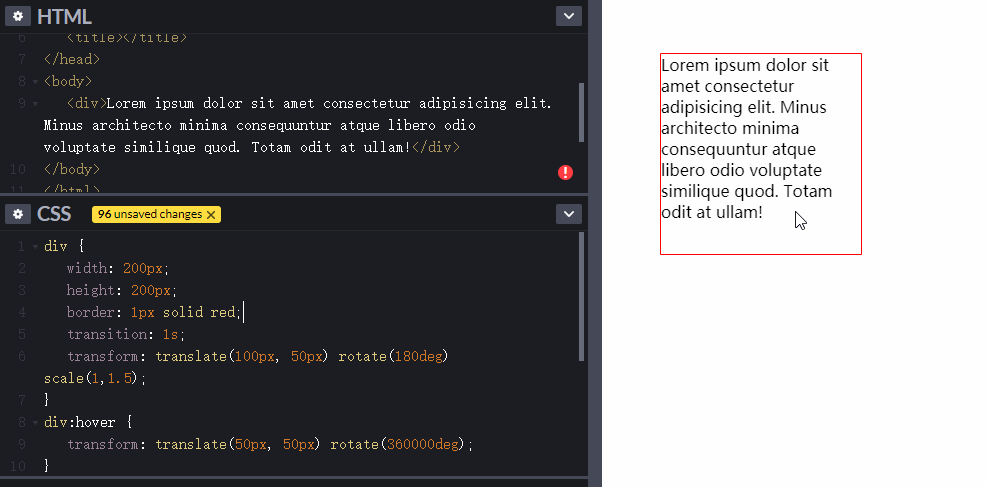 HTML
6 <title></title>
7 </head>
8 <body>
9 <div>Lorem ipsum dolor sit amet consectetur adipisicing elit.
Minus architecto minima consequuntur atque libero odio
voluptate similique quod. Totam odit at ullam!</div>
10 </body>
11 </html>
CSS 96 unsaved changes X
1 div {
2 width: 200px;
3 height: 200px;
4 border: 1px solid red;
5 transition: 1s;
6 transform: translate(100px, 50px) rotate(180deg)
scale(1,1.5);
7 }
8 div:hover {
9 transform: translate(50px, 50px) rotate(360000deg);
10 }
Lorem ipsum dolor sit
amet consectetur
adipisicing elit. Minus
architecto minima
consequuntur atque
libero odio voluptate
similique quod. Totam
odit at ullam!